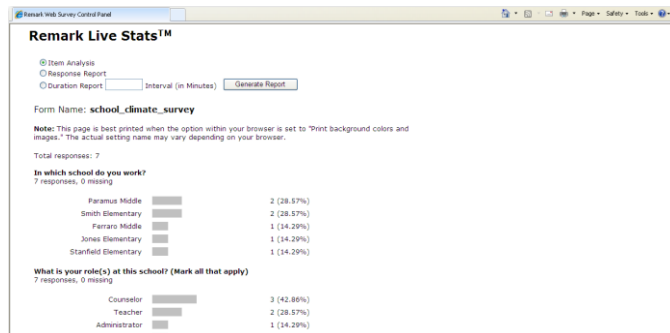 Remark Web Survey Control Panel
Page • Safety • Tools •
Remark Live Stats™
Item Analysis
Response Report
Duration Report Interval (in Minutes) Generate Report
Form Name: school_climate_survey
Note: This page is best printed when the option within your browser is set to "Print background colors and
images." The actual setting name may vary depending on your browser.
Total responses: 7
In which school do you work?
7 responses, 0 missing
Paramus Middle 2 (28.57%)
Smith Elementary 2 (28.57%)
Ferraro Middle 1 (14.29%)
Jones Elementary 1 (14.29%)
Stanfield Elementary 1 (14.29%)
What is your role(s) at this school? (Mark all that apply)
7 responses, 0 missing
Counselor 3 (42.86%)
Teacher 2 (28.57%)
Administrator 1 (14.29%)